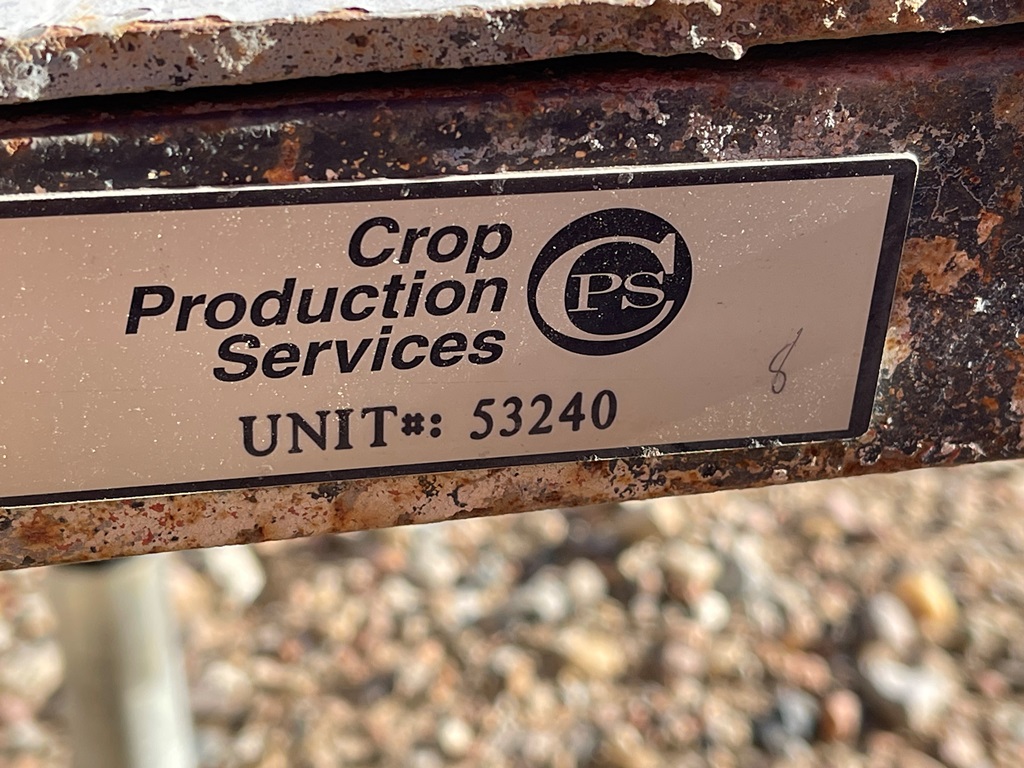 Crop
Production
Services
CPS
UNIT#: 53240
8